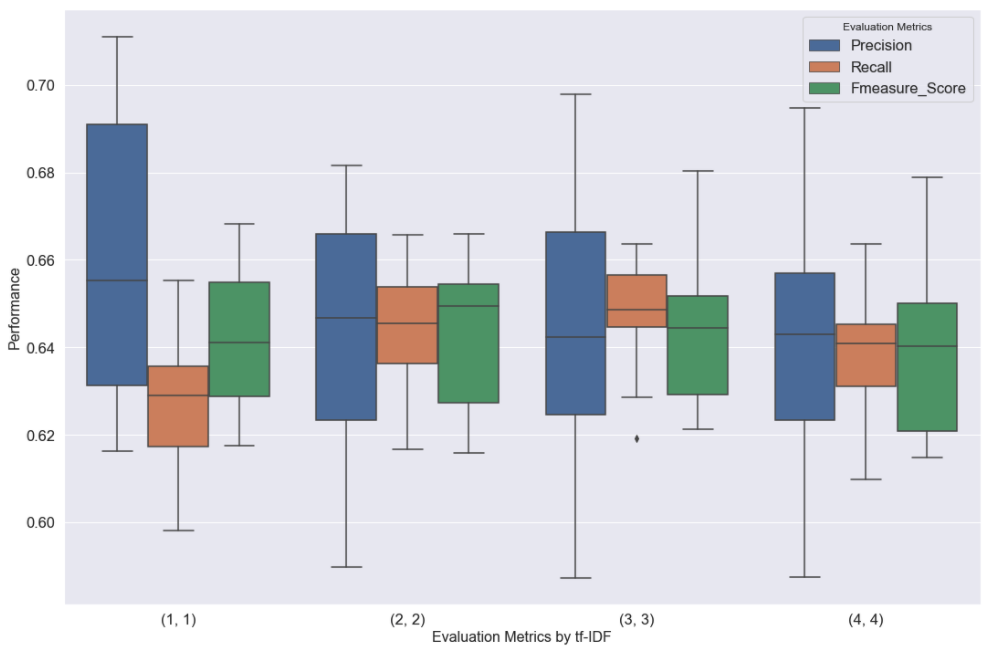 Evaluation Metrics
Precision
Recall
Fmeasure_Score
Performance
0.70
0.68
0.66
0.64
0.62
0.60
(1, 1) (2, 2) (3, 3) (4, 4)
Evaluation Metrics by tf-IDF